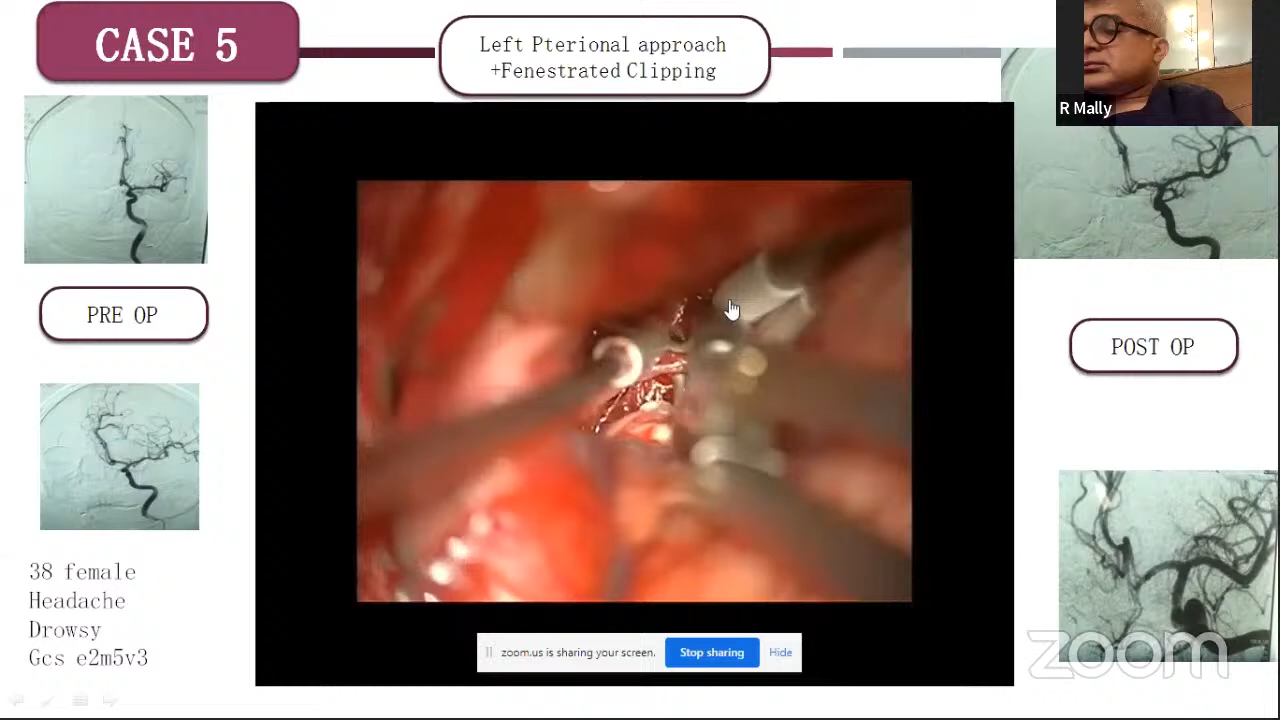 CASE 5
Left Pterional approach
+Fenestrated Clipping
R Mally
PRE OP
POST OP
38 female
Headache
Drowsy
Gcs e2m5v3
zoom.us is sharing your screen.
Stop sharing
Hide
zoom